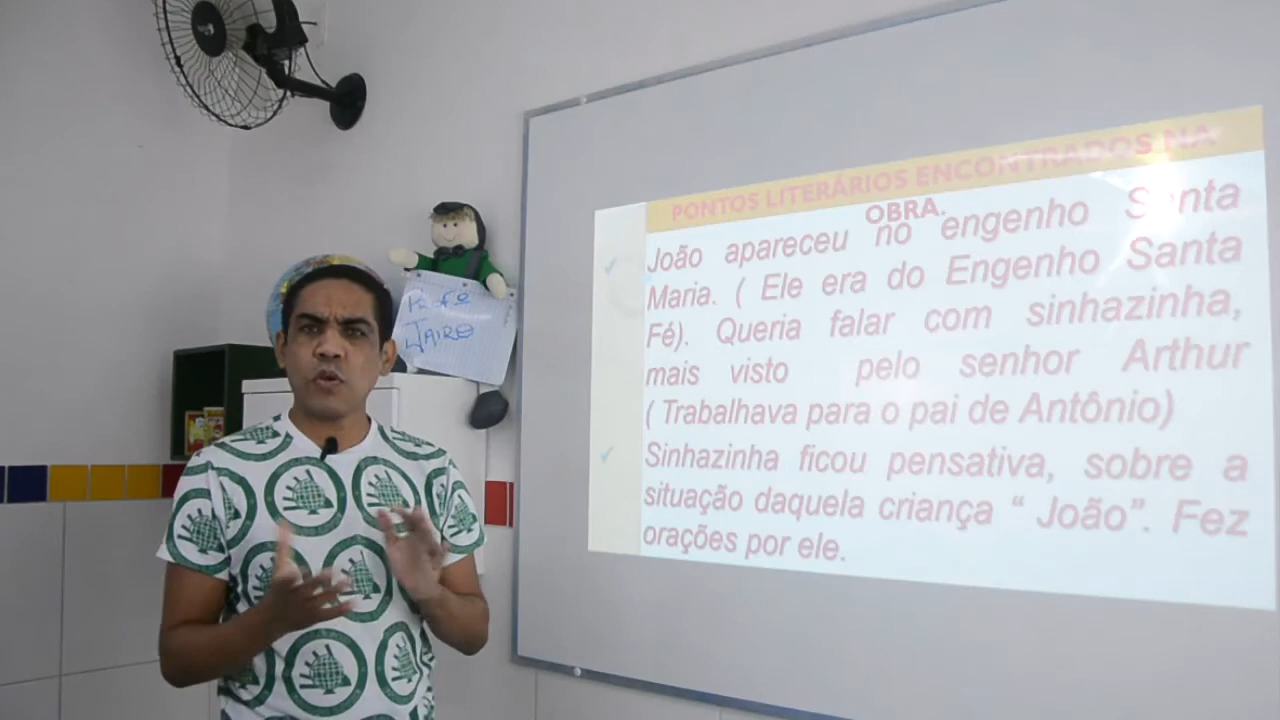 Profº
JAIRO
PONTOS LITERÁRIOS ENCONTRADOS NA
OBRA.
João apareceu no engenho Santa
Maria. ( Ele era do Engenho Santa
Fé). Queria falar com sinhazinha,
mais visto pelo senhor Arthur
( Trabalhava para o pai de Antônio)
Sinhazinha ficou pensativa, sobre a
situação daquela criança “ João”. Fez
orações por ele.